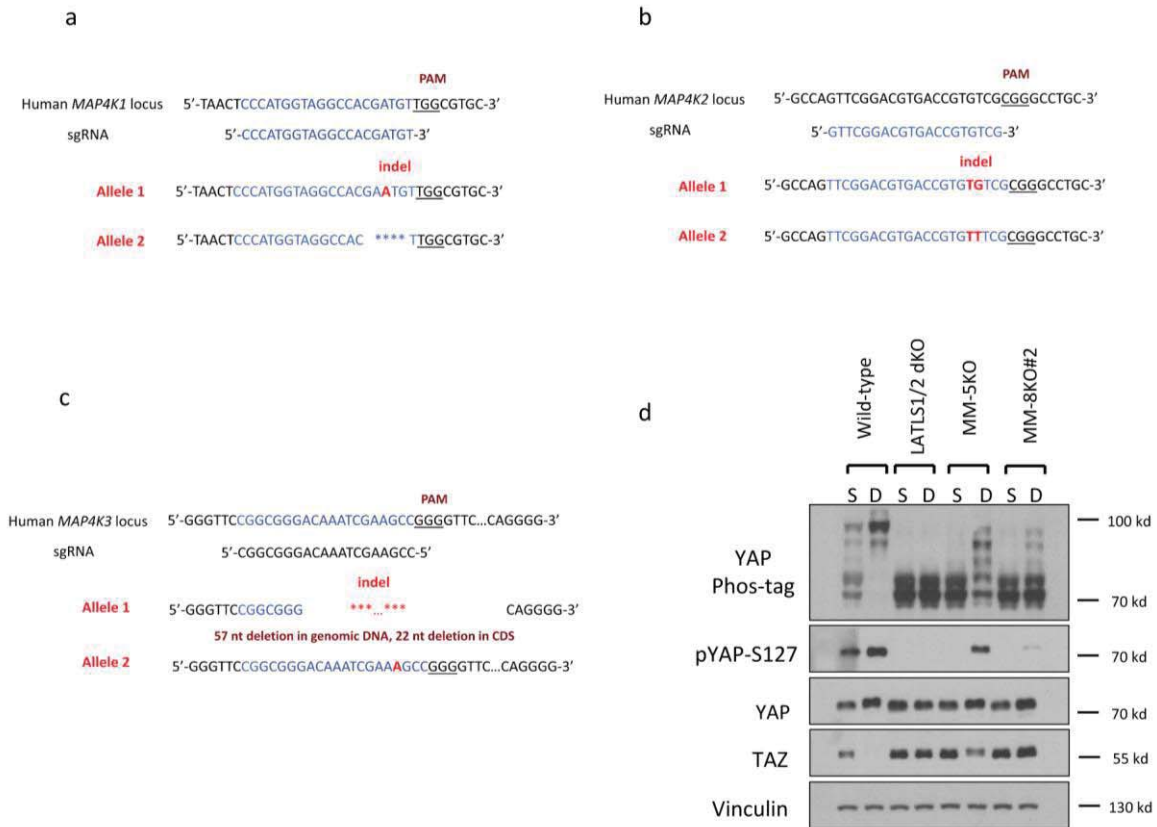 a
PAM
Human MAP4K1 locus 5’-TAACTCCCATGGTAGGCCACGATGTTGGCGTGC-3’
sgRNA 5’-CCCATGGTAGGCCACGATGT-3’
indel
Allele 1 5’-TAACTCCCATGGTAGGCCACGAATGTTGGCGTGC-3’
Allele 2 5’-TAACTCCCATGGTAGGCCAC **** TTGGCGTGC-3’
b
PAM
Human MAP4K2 locus 5’-GCCAGTTCGGACGTGACCGTGTCGCGGGCCTGC-3’
sgRNA 5’-GTTCGGACGTGACCGTGTCG-3’
indel
Allele 1 5’-GCCAGTTCGGACGTGACCGTGTGTCGCGGGCCTGC-3’
Allele 2 5’-GCCAGTTCGGACGTGACCGTGTTTCGCGGGCCTGC-3’
c
PAM
Human MAP4K3 locus 5’-GGGTTCCGGCGGGACAAATCGAAGCCGGGGTTC...CAGGGG-3’
sgRNA 5’-CGGCGGGACAAATCGAAGCC-5’
indel
Allele 1 5’-GGGTTCCGGCGGG ***...*** CAGGGG-3’
57 nt deletion in genomic DNA, 22 nt deletion in CDS
Allele 2 5’-GGGTTCCGGCGGGACAAATCGAAAGCCGGGGTTC...CAGGGG-3’
d
Wild-type LATLS1/2 dKO MM-5KO MM-8KO#2
S D S D S D S D
YAP
Phos-tag
100 kd
70 kd
pYAP-S127 70 kd
YAP 70 kd
TAZ 55 kd
Vinculin 130 kd